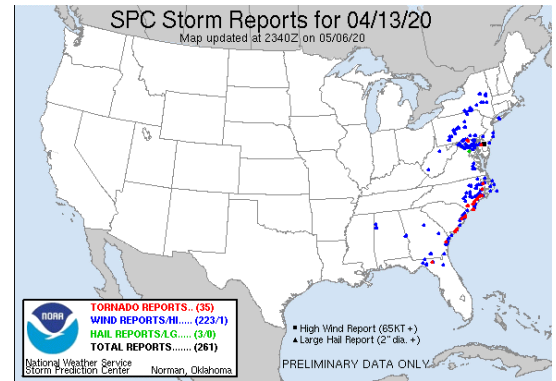 SPC Storm Reports for 04/13/20
Map updated at 2340Z on 05/06/20
NOAA
TORNADO REPORTS.. (35)
WIND REPORTS/HI..... (223/1)
HAIL REPORTS/LG..... (3/0)
TOTAL REPORTS....... (261)
National Weather Service
Storm Prediction Center Norman, Oklahoma
High Wind Report (65KT +)
Large Hail Report (2" dia. +)
PRELIMINARY DATA ONLY